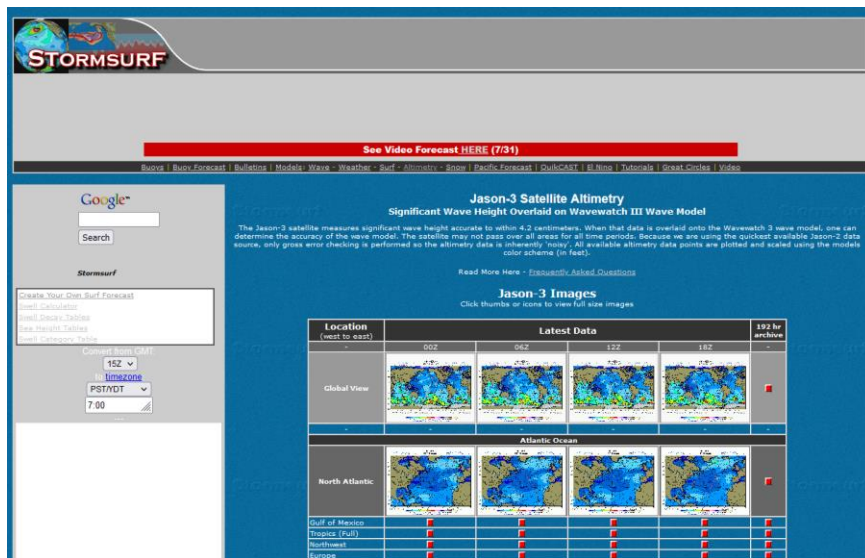 STORMSURF
See Video Forecast HERE (7/31)
Buoys | Buoy Forecast | Bulletins | Models: Wave - Weather - Surf - Altimetry - Snow | Pacific Forecast | QuikCAST | El Nino | Tutorials | Great Circles | Video
Google™
Search
Stormsurf
Create Your Own Surf Forecast
Swell Calculator
Swell Decay Tables
Sea Height Tables
Swell Category Table
Convert from GMT
15Z
to timezone
PST/YDT
7:00
Jason-3 Satellite Altimetry
Significant Wave Height Overlaid on Wavewatch III Wave Model
The Jason-3 satellite measures significant wave height accurate to within 4.2 centimeters. When that data is overlaid onto the Wavewatch 3 wave model, one can
determine the accuracy of the wave model. The satellite may not pass over all areas for all time periods. Because we are using the quickest available Jason-2 data
source, only gross error checking is performed so the altimetry data is inherently 'noisy'. All available altimetry data points are plotted and scaled using the models
color scheme (in feet).
Read More Here - Frequently Asked Questions
Jason-3 Images
Click thumbs or icons to view full size images
Location (west to east) Latest Data 192 hr archive
- 00Z 06Z 12Z 18Z -
Global View
- - - - - -
Atlantic Ocean
North Atlantic
Gulf of Mexico
Tropics (Full)
Northwest
Europe